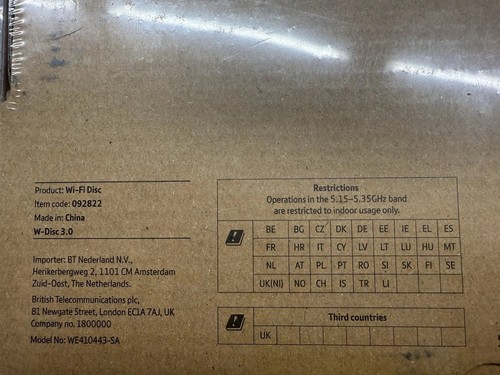 Product: Wi-Fi Disc
Item code: 092822
Made in: China
W-Disc 3.0
Importer: BT Nederland N.V.,
Herikerbergweg 2, 1101 CM Amsterdam
Zuid-Oost, The Netherlands.
British Telecommunications plc,
81 Newgate Street, London EC1A 7AJ, UK
Company no. 1800000
Model No: WE410443-SA
Restrictions
Operations in the 5.15-5.35GHz band
are restricted to indoor usage only.
BE BG CZ DK DE EE IE EL ES
FR HR IT CY LV LT LU HU MT
NL AT PL PT RO SI SK FI SE
UK(NI) NO CH IS TR LI
Third countries
UK